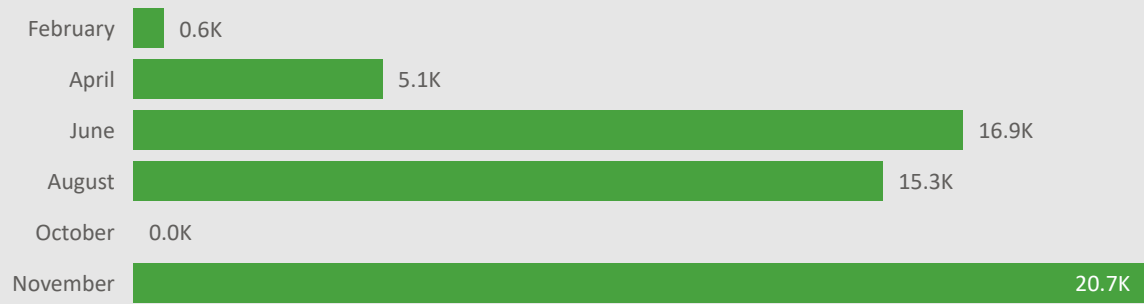 February 0.6K
April 5.1K
June 16.9K
August 15.3K
October 0.0K
November 20.7K